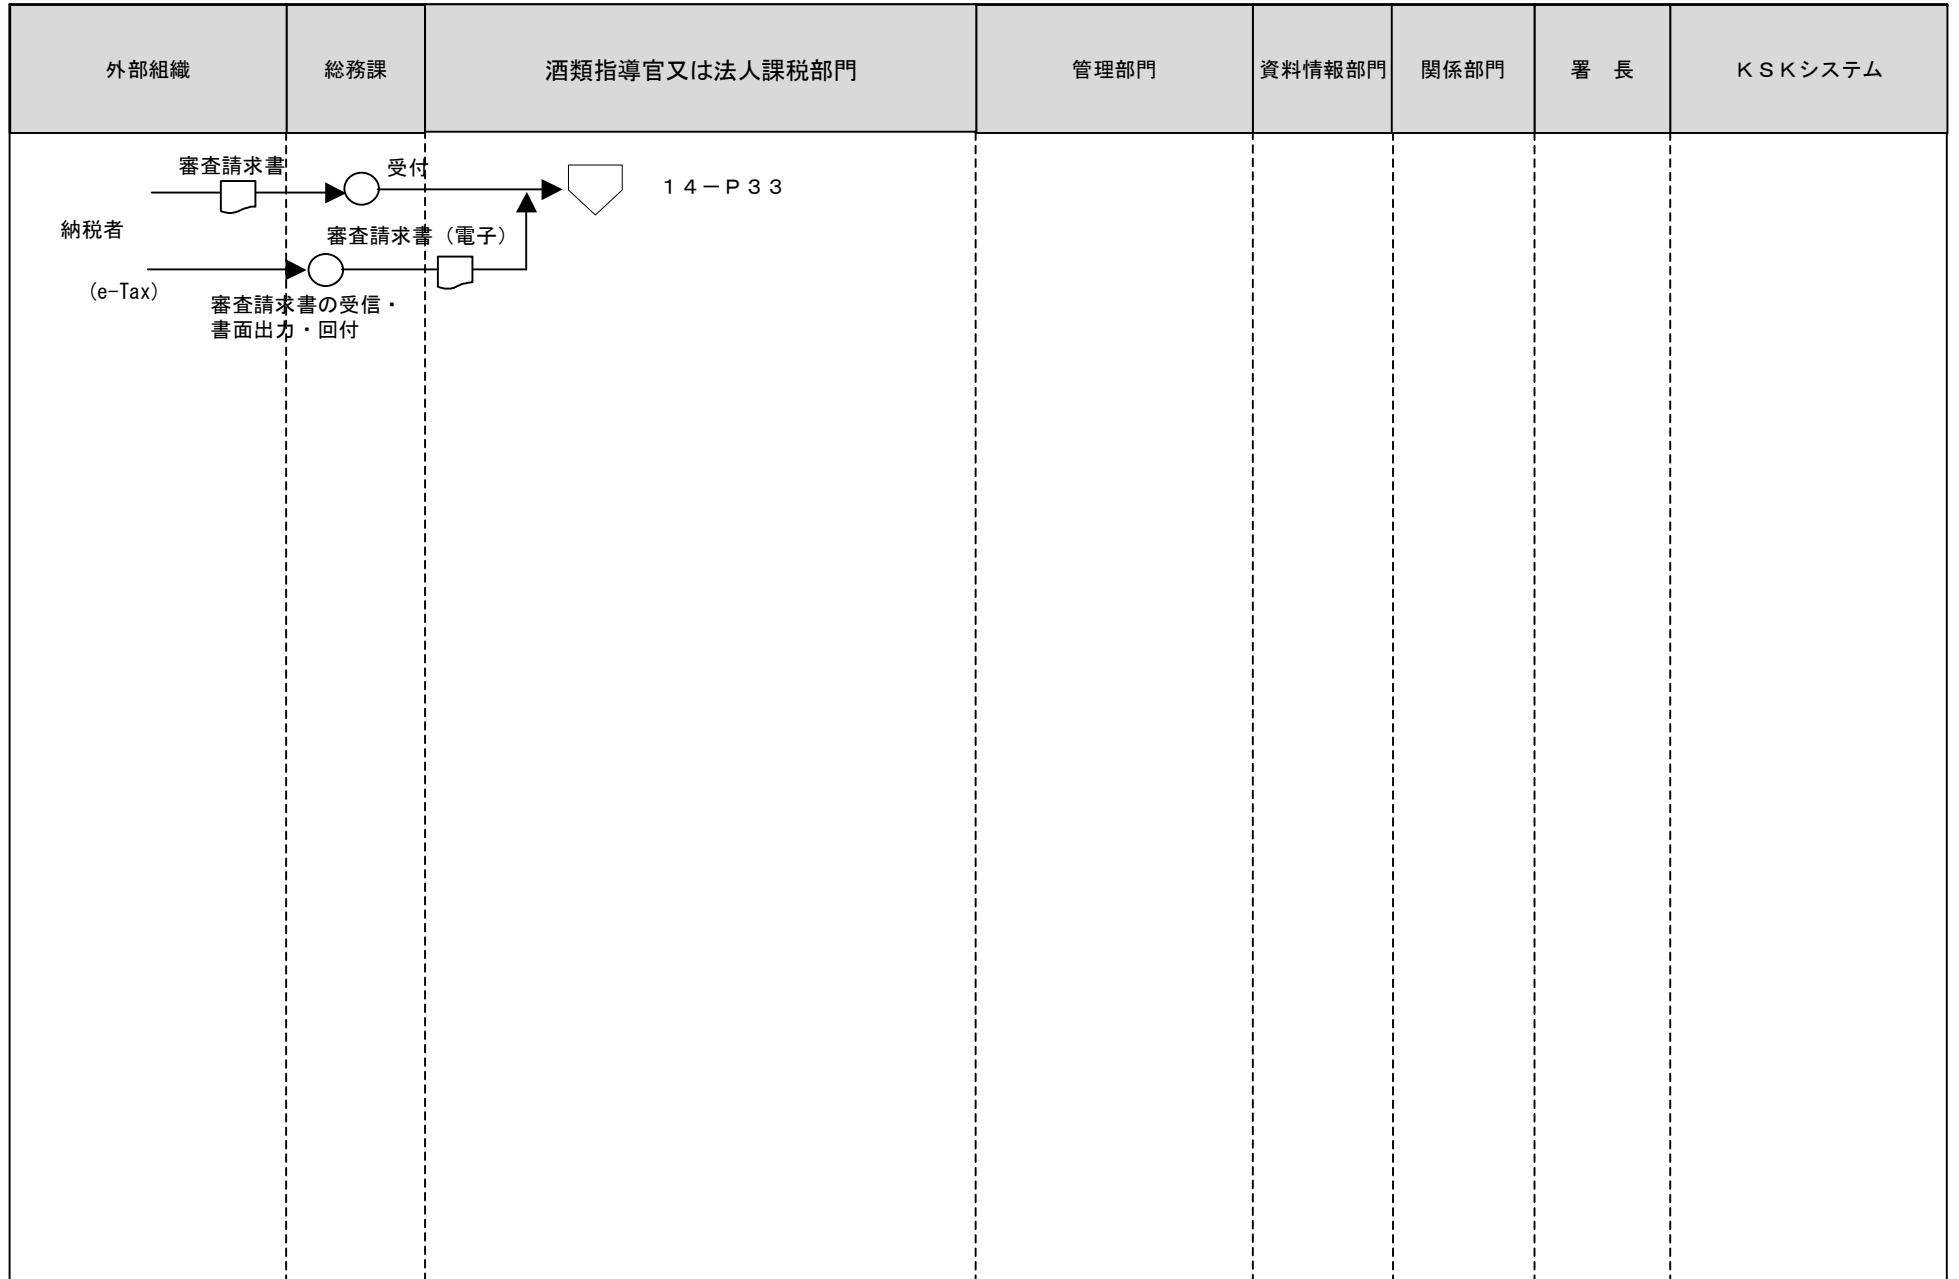 外部組織
総務課
酒類指導官又は法人課税部門
管理部門
資料情報部門
関係部門
署　長
ＫＳＫシステム
審査請求書
受付
１４－Ｐ３３
納税者
審査請求書（電子）
(e-Tax)
審査請求書の受信・
書面出力・回付